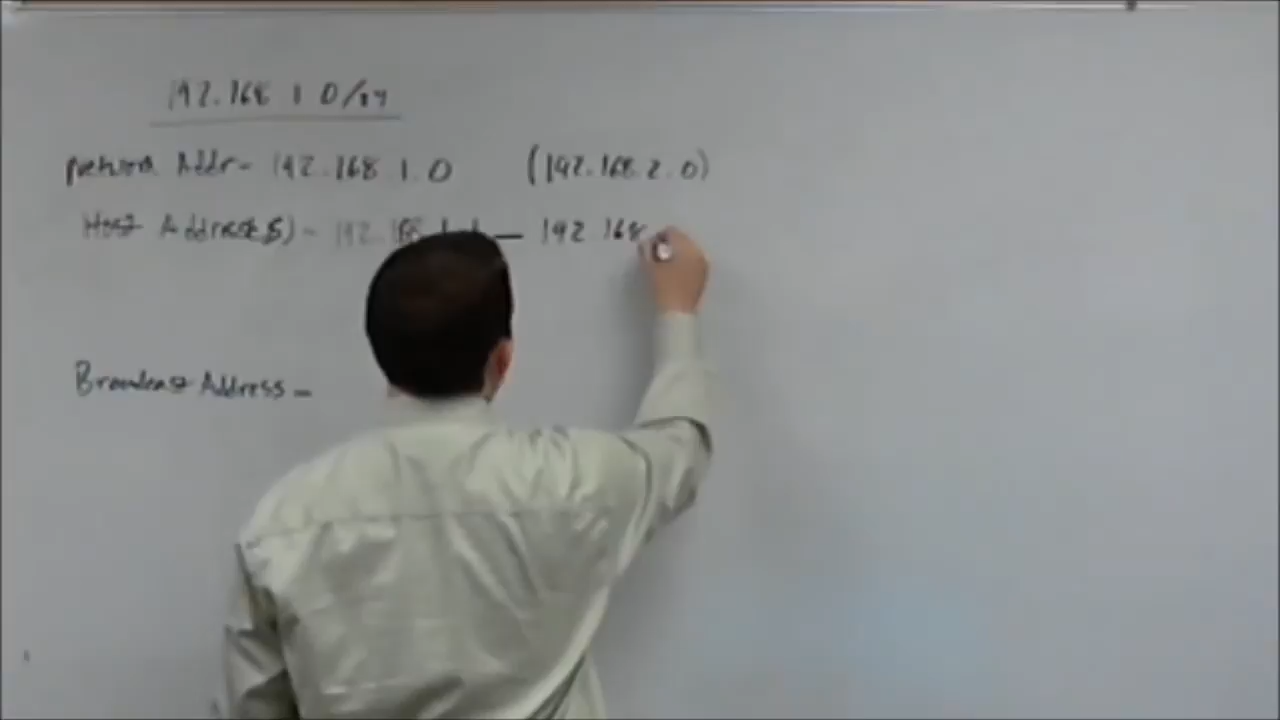 192.168 1 0/24
Network Addr- 192.168 1.0 (192.168.2.0)
Host Address(s) - 192.168 1.1 — 192.168
Broadcast Address -